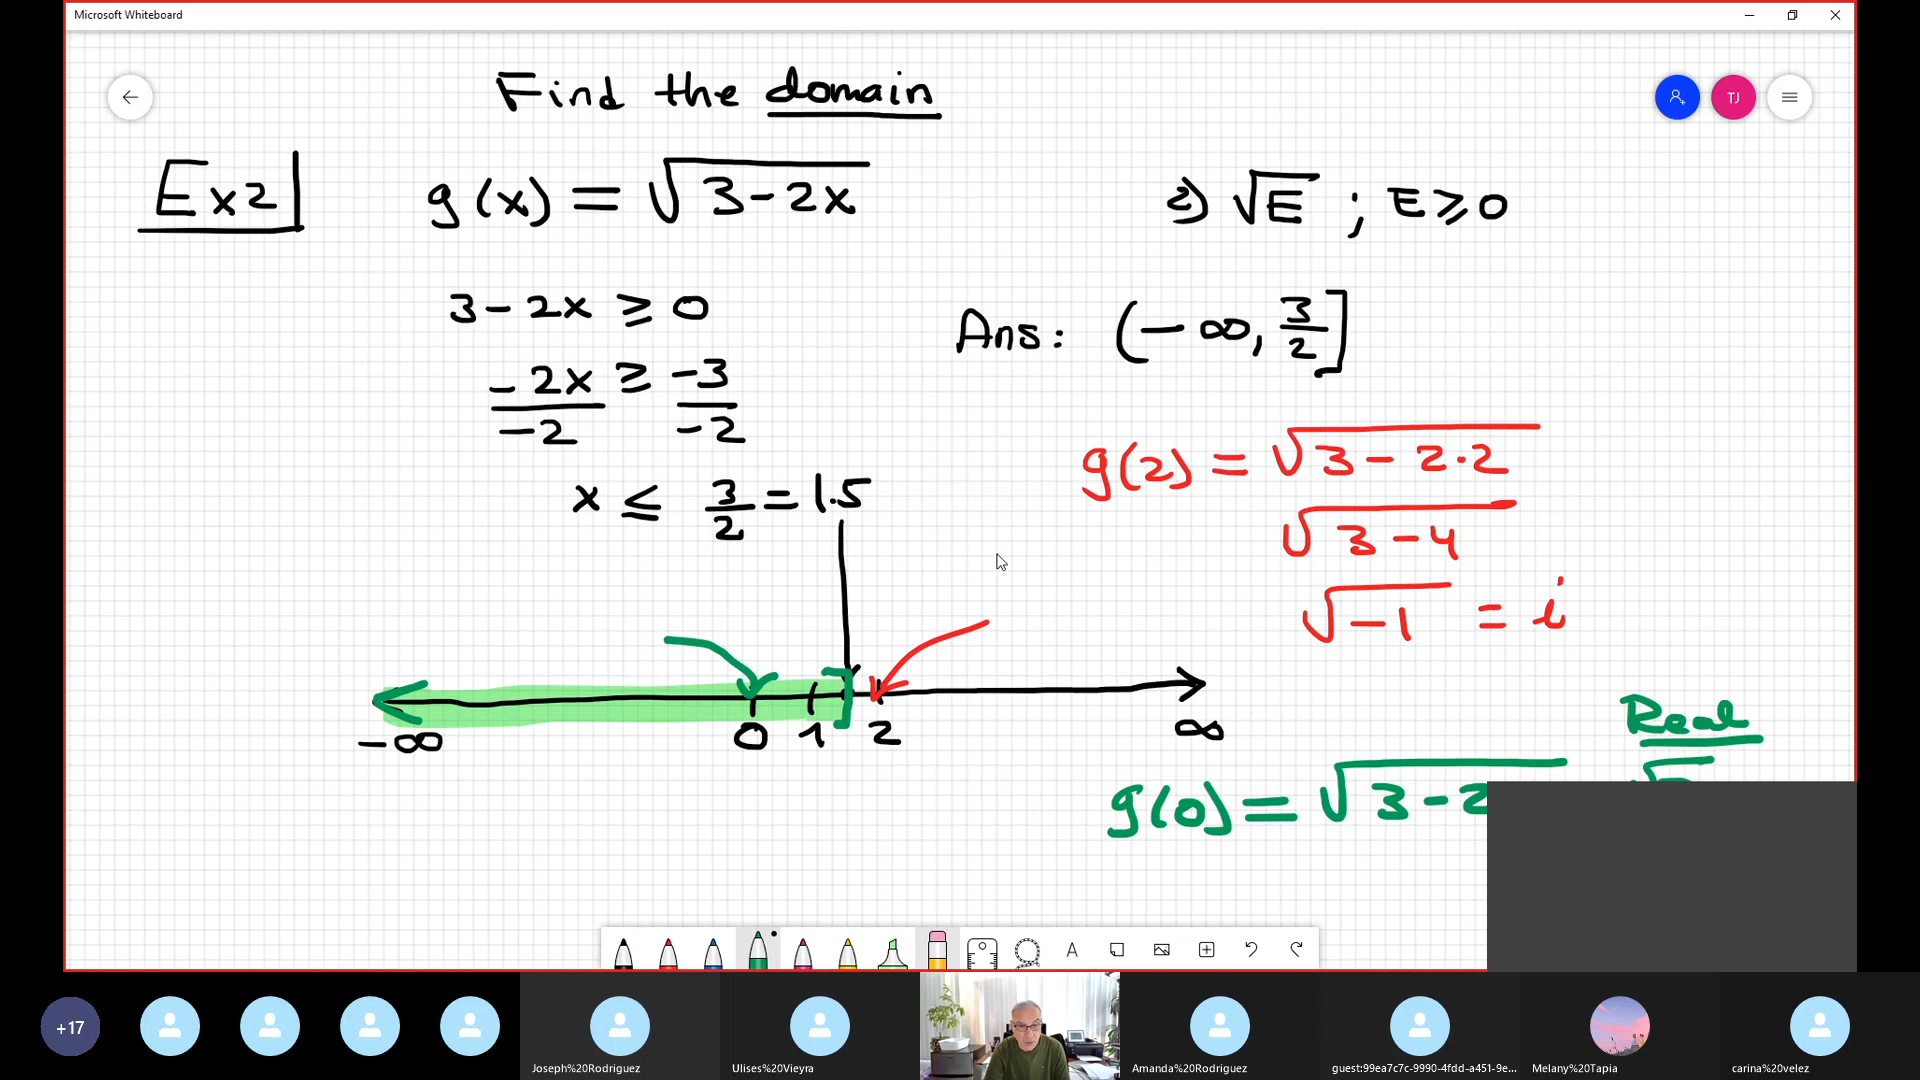 Microsoft Whiteboard
Find the domain
TJ
Ex2 g(x) = √3-2x 2) √E ; E ≥ 0
3 - 2x ≥ 0
Ans: (-∞, 3/2]
-2x/-2 ≥ -3/-2
x ≤ 3/2 = 1.5
g(2) = √3 - 2·2
√3 - 4
√-1 = i
-∞ 0 1 2 ∞
Real
g(0) = √3 - 2
A
+17
Joseph%20Rodriguez
Ulises%20Vieyra
Amanda%20Rodriguez
guest:99ea7c7c-9990-4fdd-a451-9e...
Melany%20Tapia
carina%20velez